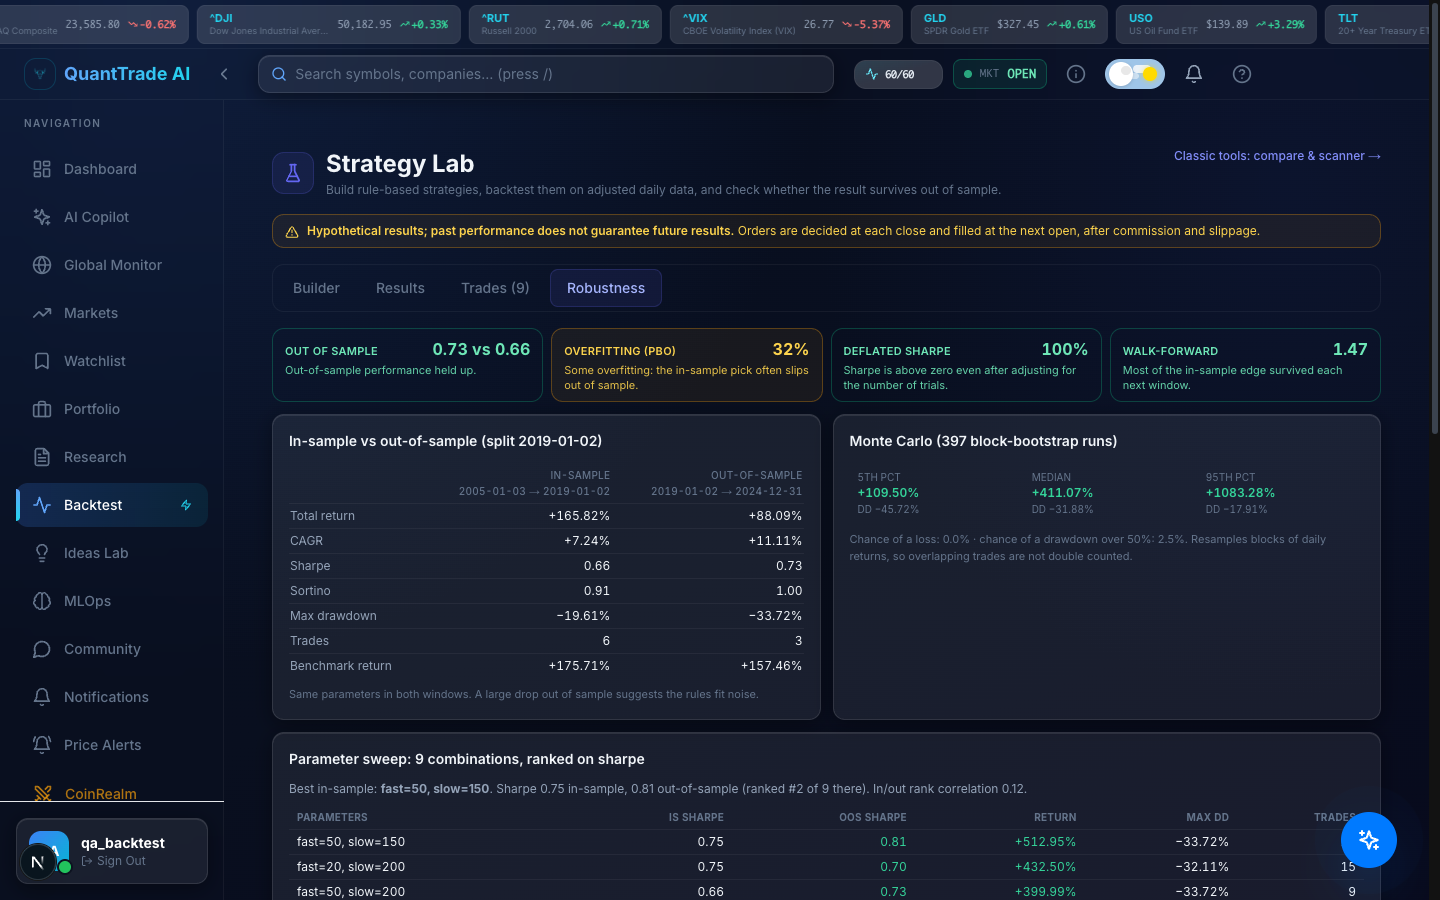 AQ Composite 23,585.80 -0.62%
^DJI
Dow Jones Industrial Aver... 50,182.95 +0.33%
^RUT
Russell 2000 2,704.06 +0.71%
^VIX
CBOE Volatility Index (VIX) 26.77 -5.37%
GLD
SPDR Gold ETF $327.45 +0.61%
USO
US Oil Fund ETF $139.89 +3.29%
TLT
20+ Year Treasury ET
QuantTrade AI
Search symbols, companies... (press /)
60/60
MKT OPEN
NAVIGATION
Dashboard
AI Copilot
Global Monitor
Markets
Watchlist
Portfolio
Research
Backtest
Ideas Lab
MLOps
Community
Notifications
Price Alerts
CoinRealm
qa_backtest
Sign Out
N
Strategy Lab
Build rule-based strategies, backtest them on adjusted daily data, and check whether the result survives out of sample.
Classic tools: compare & scanner →
Hypothetical results; past performance does not guarantee future results. Orders are decided at each close and filled at the next open, after commission and slippage.
Builder Results Trades (9) Robustness
OUT OF SAMPLE 0.73 vs 0.66
Out-of-sample performance held up.
OVERFITTING (PBO) 32%
Some overfitting: the in-sample pick often slips
out of sample.
DEFLATED SHARPE 100%
Sharpe is above zero even after adjusting for
the number of trials.
WALK-FORWARD 1.47
Most of the in-sample edge survived each
next window.
In-sample vs out-of-sample (split 2019-01-02)
IN-SAMPLE OUT-OF-SAMPLE
2005-01-03 → 2019-01-02 2019-01-02 → 2024-12-31
Total return +165.82% +88.09%
CAGR +7.24% +11.11%
Sharpe 0.66 0.73
Sortino 0.91 1.00
Max drawdown −19.61% −33.72%
Trades 6 3
Benchmark return +175.71% +157.46%
Same parameters in both windows. A large drop out of sample suggests the rules fit noise.
Monte Carlo (397 block-bootstrap runs)
5TH PCT MEDIAN 95TH PCT
+109.50% +411.07% +1083.28%
DD −45.72% DD −31.88% DD −17.91%
Chance of a loss: 0.0% · chance of a drawdown over 50%: 2.5%. Resamples blocks of daily
returns, so overlapping trades are not double counted.
Parameter sweep: 9 combinations, ranked on sharpe
Best in-sample: fast=50, slow=150. Sharpe 0.75 in-sample, 0.81 out-of-sample (ranked #2 of 9 there). In/out rank correlation 0.12.
PARAMETERS IS SHARPE OOS SHARPE RETURN MAX DD TRADES
fast=50, slow=150 0.75 0.81 +512.95% −33.72%
fast=20, slow=200 0.75 0.70 +432.50% −32.11% 15
fast=50, slow=200 0.66 0.73 +399.99% −33.72% 9